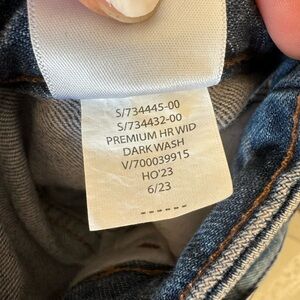 S/734445-00
S/734432-00
PREMIUM HR WID
DARK WASH
V/700039915
HO'23
6/23
------